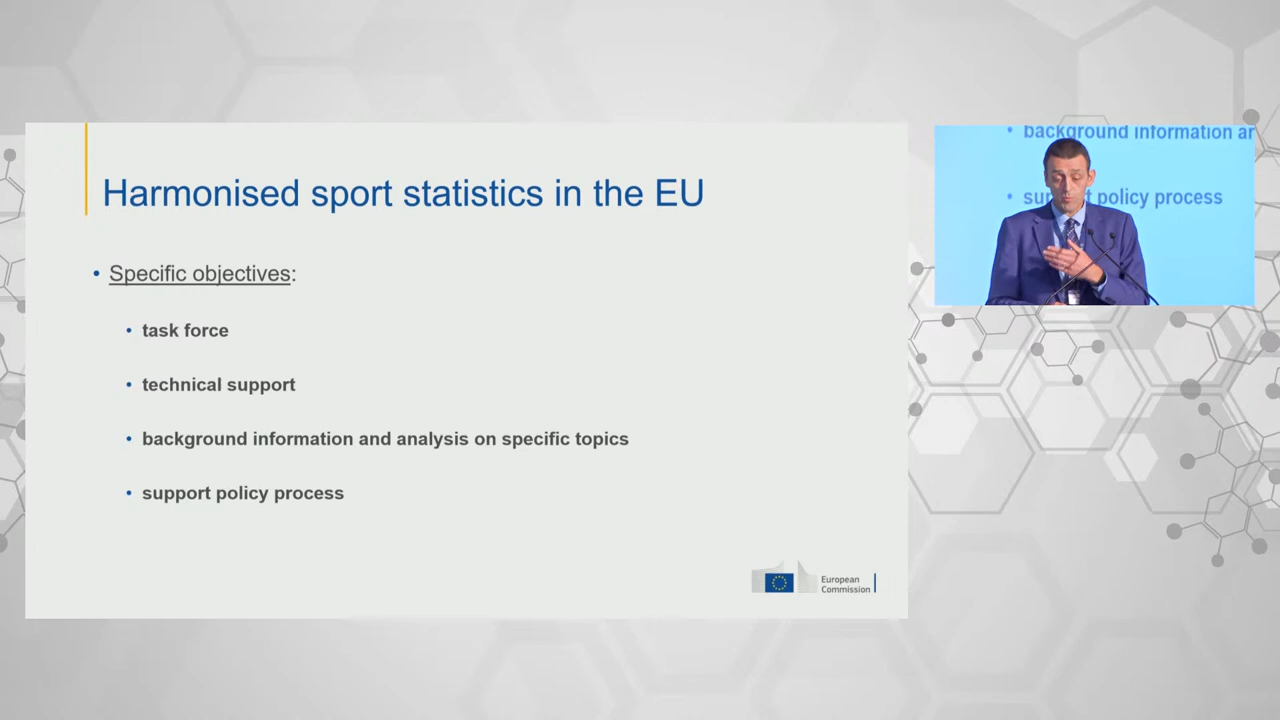 Harmonised sport statistics in the EU
• Specific objectives:
• task force
• technical support
• background information and analysis on specific topics
• support policy process
European
Commission
• background information ar
• support policy process